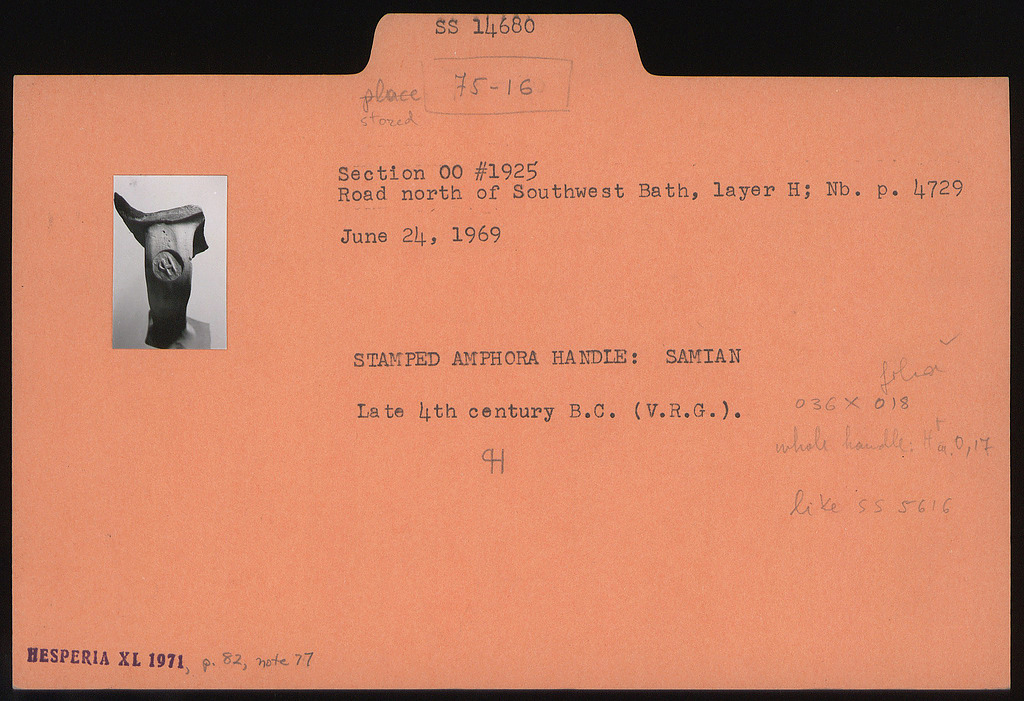 SS 14680
place 75-16
stored
Section OO #1925
Road north of Southwest Bath, layer H; Nb. p. 4729
June 24, 1969
STAMPED AMPHORA HANDLE: SAMIAN
Late 4th century B.C. (V.R.G.).
036 X 018
whole handle: H 0,17
like SS 5616
HESPERIA XL 1971, p. 82, note 77